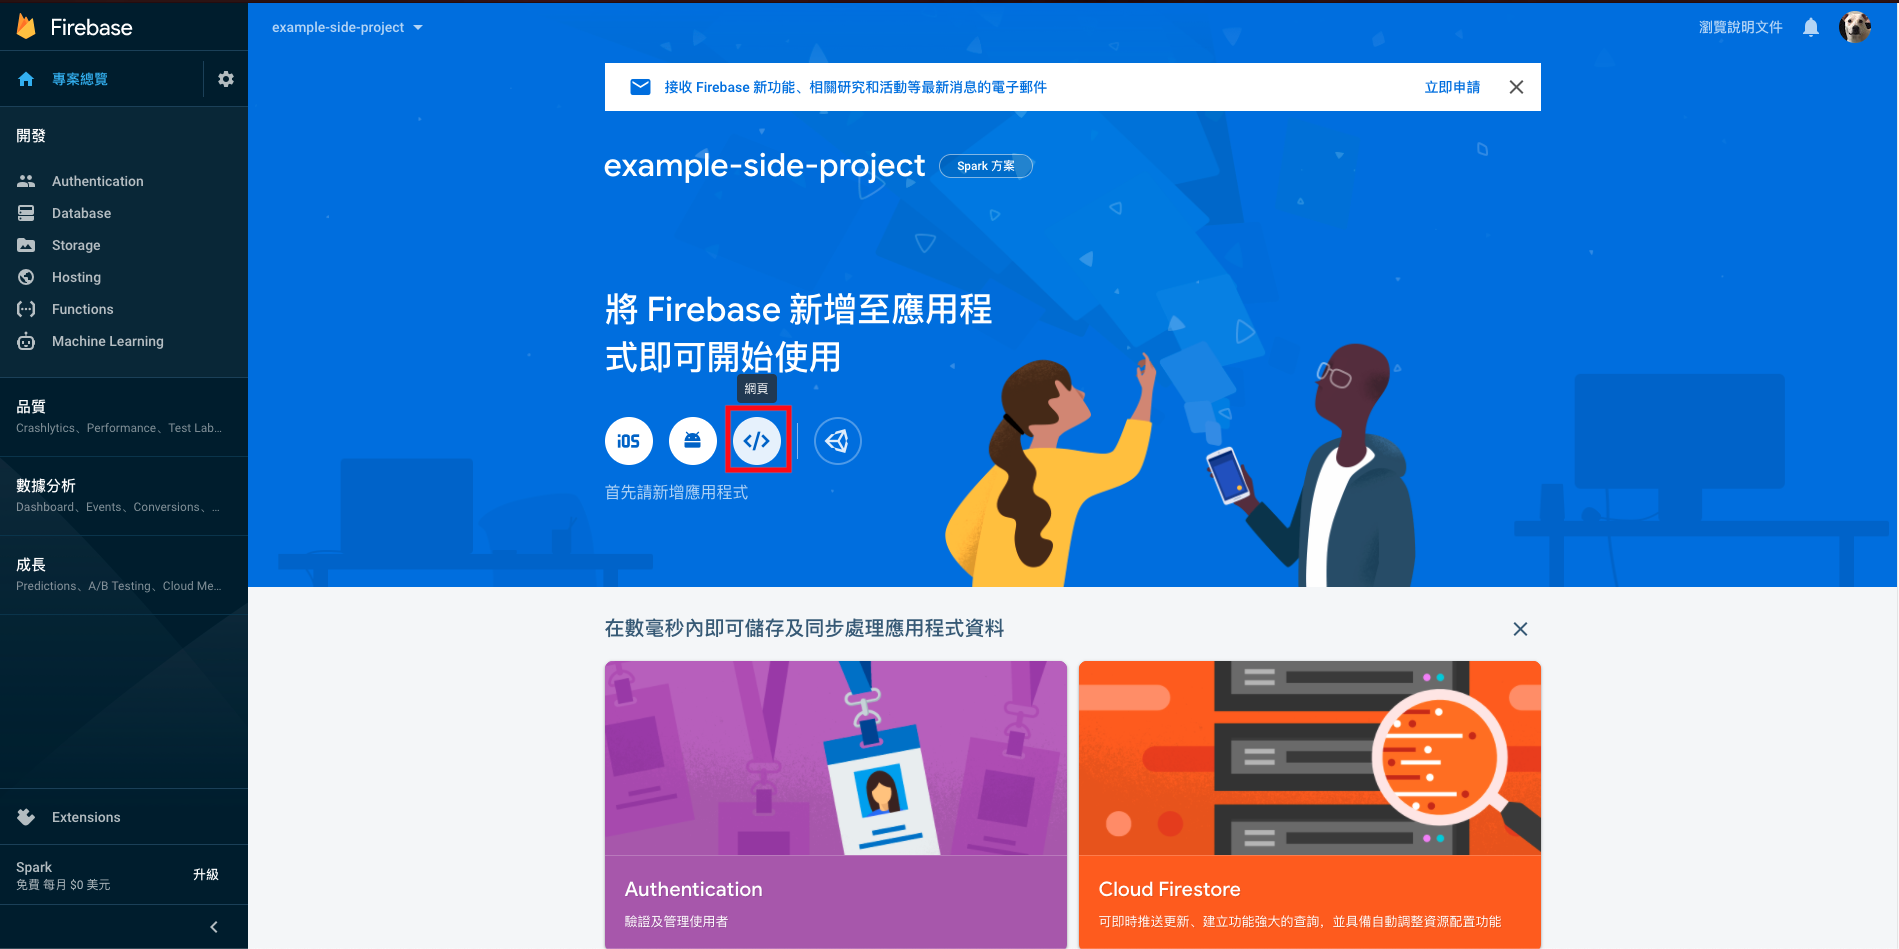 Firebase
專案總覽
開發
Authentication
Database
Storage
Hosting
Functions
Machine Learning
品質
Crashlytics、Performance、Test Lab...
數據分析
Dashboard、Events、Conversions、...
成長
Predictions、A/B Testing、Cloud Me...
Extensions
Spark
免費 每月 $0 美元
升級
example-side-project
瀏覽說明文件
接收 Firebase 新功能、相關研究和活動等最新消息的電子郵件
立即申請
example-side-project
Spark 方案
將 Firebase 新增至應用程
式即可開始使用
網頁
iOS
首先請新增應用程式
在數毫秒內即可儲存及同步處理應用程式資料
Authentication
驗證及管理使用者
Cloud Firestore
可即時推送更新、建立功能強大的查詢，並具備自動調整資源配置功能